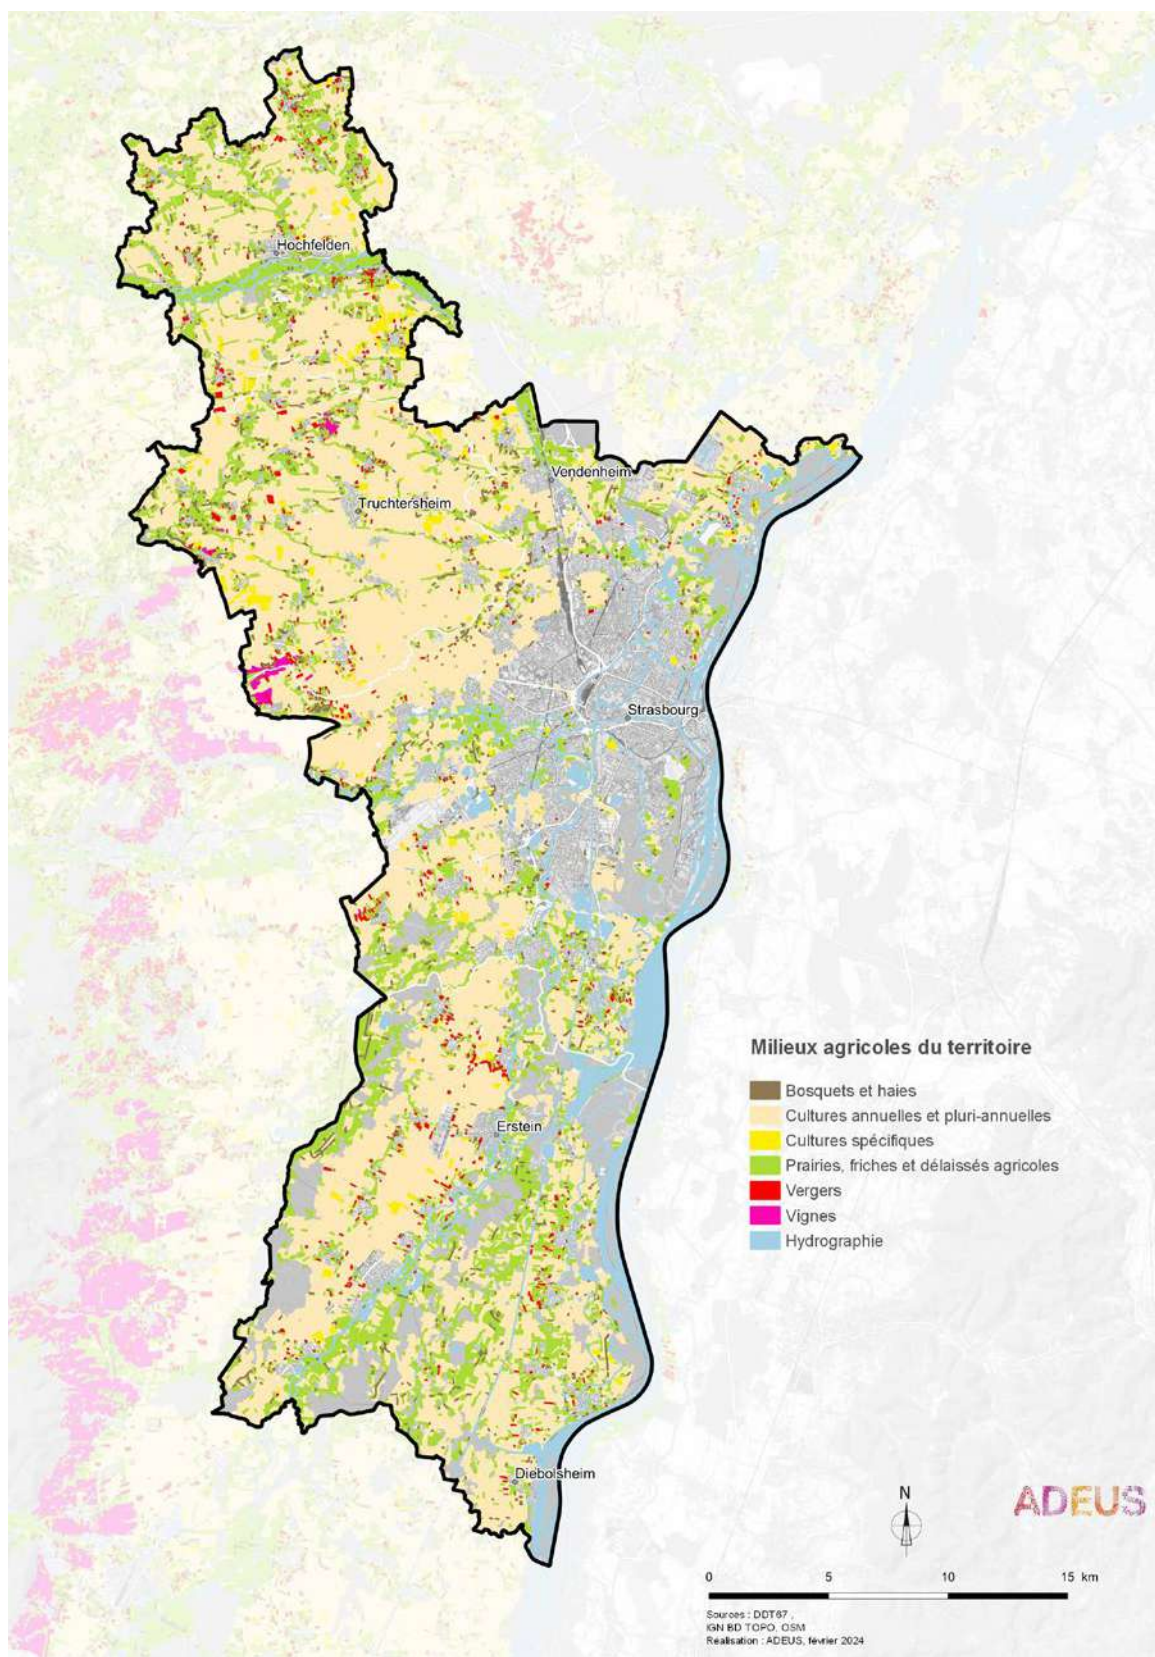 Hochfelden
Vendenheim
Truchtersheim
Strasbourg
Milieux agricoles du territoire
Bosquets et haies
Cultures annuelles et pluri-annuelles
Cultures spécifiques
Prairies, friches et délaissés agricoles
Vergers
Vignes
Hydrographie
Erstein
Diebolsheim
N
ADEUS
0 5 10 15 km
Sources : DDT67 ,
IGN BD TOPO, OSM
Réalisation : ADEUS, février 2024